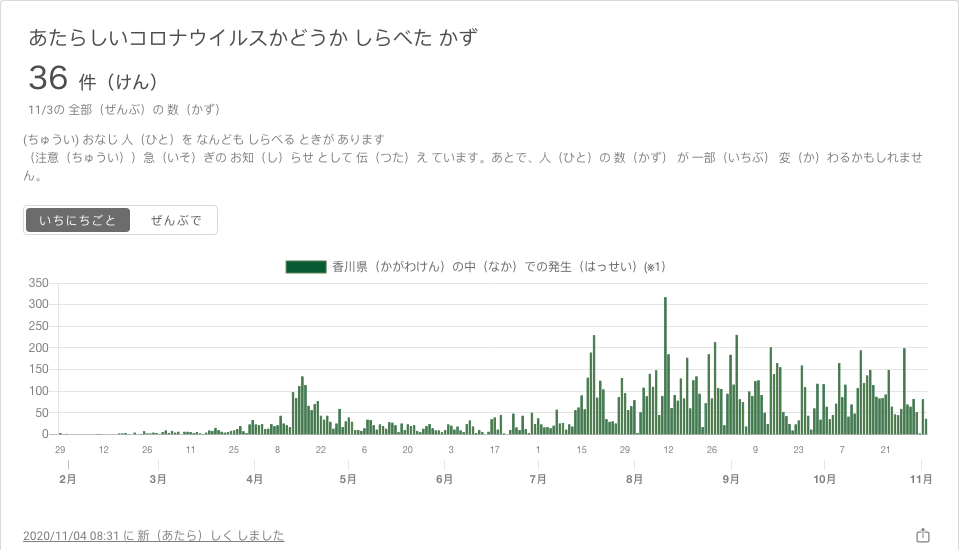 あたらしいコロナウイルスかどうか しらべた かず
36 件（けん）
11/3の 全部（ぜんぶ）の 数（かず）
(ちゅうい) おなじ 人（ひと）を なんども しらべる ときが あります
（注意（ちゅうい））急（いそ）ぎの お知（し）らせ として 伝（つた）え ています。あとで、人（ひと）の 数（かず） が 一部（いちぶ） 変（か）わるかもしれませ
ん。
いちにちごと ぜんぶで
香川県（かがわけん）の中（なか）での発生（はっせい）(※1)
350
300
250
200
150
100
50
0
29 12 26 11 25 8 22 6 20 3 17 1 15 29 12 26 9 23 7 21
2月 3月 4月 5月 6月 7月 8月 9月 10月 11月
2020/11/04 08:31 に 新（あたら）しく しました